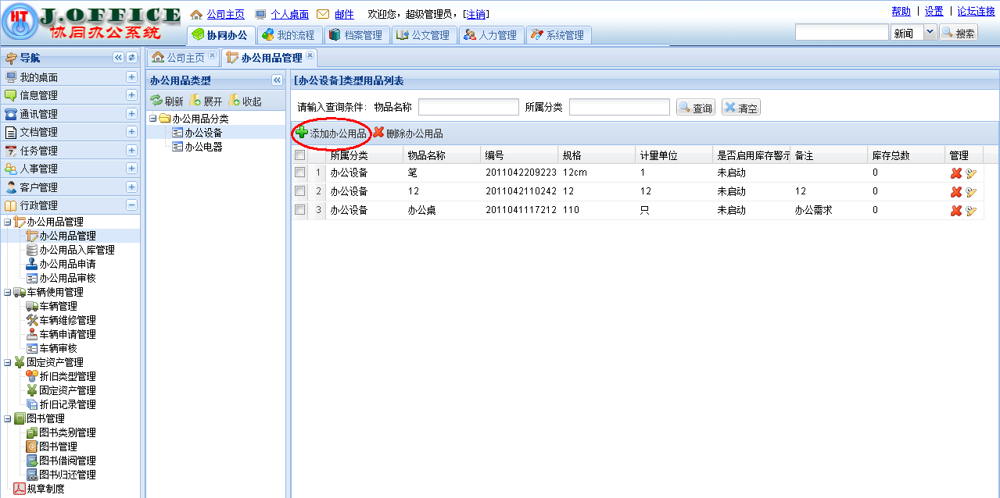 HT J.OFFICE
协同办公系统
公司主页 个人桌面 邮件 欢迎您，超级管理员，[注销]
帮助 | 设置 | 论坛连接
协同办公 我的流程 档案管理 公文管理 人力管理 系统管理
新闻 搜索
导航
我的桌面
信息管理
通讯管理
文档管理
任务管理
人事管理
客户管理
行政管理
办公用品管理
办公用品管理
办公用品入库管理
办公用品申请
办公用品审核
车辆使用管理
车辆管理
车辆维修管理
车辆申请管理
车辆审核
固定资产管理
折旧类型管理
固定资产管理
折旧记录管理
图书管理
图书类别管理
图书管理
图书借阅管理
图书归还管理
规章制度
公司主页 办公用品管理
办公用品类型
刷新 展开 收起
办公用品分类
办公设备
办公电器
[办公设备]类型用品列表
请输入查询条件: 物品名称 所属分类 查询 清空
添加办公用品 删除办公用品
所属分类 物品名称 编号 规格 计量单位 是否启用库存警示 备注 库存总数 管理
1 办公设备 笔 2011042209223 12cm 1 未启动 0
2 办公设备 12 2011042110242 12 12 未启动 12 0
3 办公设备 办公桌 2011041117212 110 只 未启动 办公需求 0